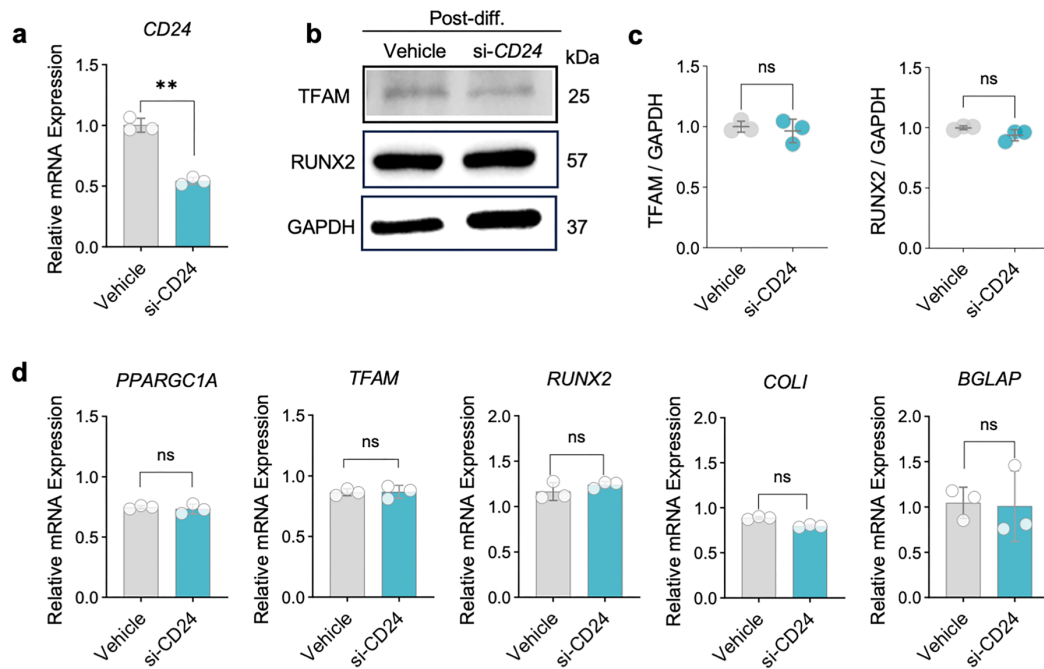 a
CD24
Relative mRNA Expression
1.5
1.0
0.5
0.0
**
Vehicle
si-CD24
b
Post-diff.
Vehicle
si-CD24
kDa
TFAM
25
RUNX2
57
GAPDH
37
c
TFAM / GAPDH
1.5
1.0
0.5
0
ns
Vehicle
si-CD24
RUNX2 / GAPDH
1.5
1.0
0.5
0.0
ns
Vehicle
si-CD24
d
PPARGC1A
Relative mRNA Expression
1.5
1.0
0.5
0.0
ns
Vehicle
si-CD24
TFAM
Relative mRNA Expression
1.5
1.0
0.5
0.0
ns
Vehicle
si-CD24
RUNX2
Relative mRNA Expression
2.0
1.5
1.0
0.5
0.0
ns
Vehicle
si-CD24
COLI
Relative mRNA Expression
2.0
1.5
1.0
0.5
0.0
ns
Vehicle
si-CD24
BGLAP
Relative mRNA Expression
2.0
1.5
1.0
0.5
0.0
ns
Vehicle
si-CD24